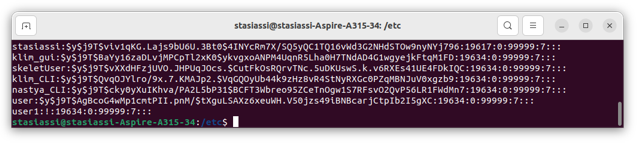 stasiassi@stasiassi-Aspire-A315-34: /etc
stasiassi:$y$j9T$viv1qKG.Lajs9bU6U.3Bt0$4INYcRm7X/SQ5yQC1TQ16vWd3G2NHdSTOw9nyNYj796:19617:0:99999:7:::
klim_gui:$y$j9T$BaYy16zaDLvjMPCpTl2xK0$ykvgxoANPM4UqnR5Lha0H7TNdAD4G1wgyejkFtqM1FD:19634:0:99999:7:::
skeletUser:$y$j9T$vXXdHFzjUVO.JHPUqJOcs.$CutFkOsRQrvTNc.5uDKUswS.k.v6RXEs41UE4FDkIQC:19634:0:99999:7:::
klim_CLI:$y$j9T$QvqOJYlro/9x.7.KMAJp2.$VqGQOyUb44k9zHz8vR4StNyRXGc0PZqMBNJuV0xgzb9:19634:0:99999:7:::
nastya_CLI:$y$j9T$cky0yXuIKhva/PA2L5bP31$BCFT3Wbreo95ZCeTnOgw1S7RFsvO2QvP56LR1FWdMn7:19634:0:99999:7:::
user:$y$j9T$AgBcoG4wMp1cmtPII.pnM/$tXguLSAXz6xeuWH.V50jzs49iBNBcarjCtpIb2I5gXC:19634:0:99999:7:::
user1:!:19634:0:99999:7:::
stasiassi@stasiassi-Aspire-A315-34:/etc$